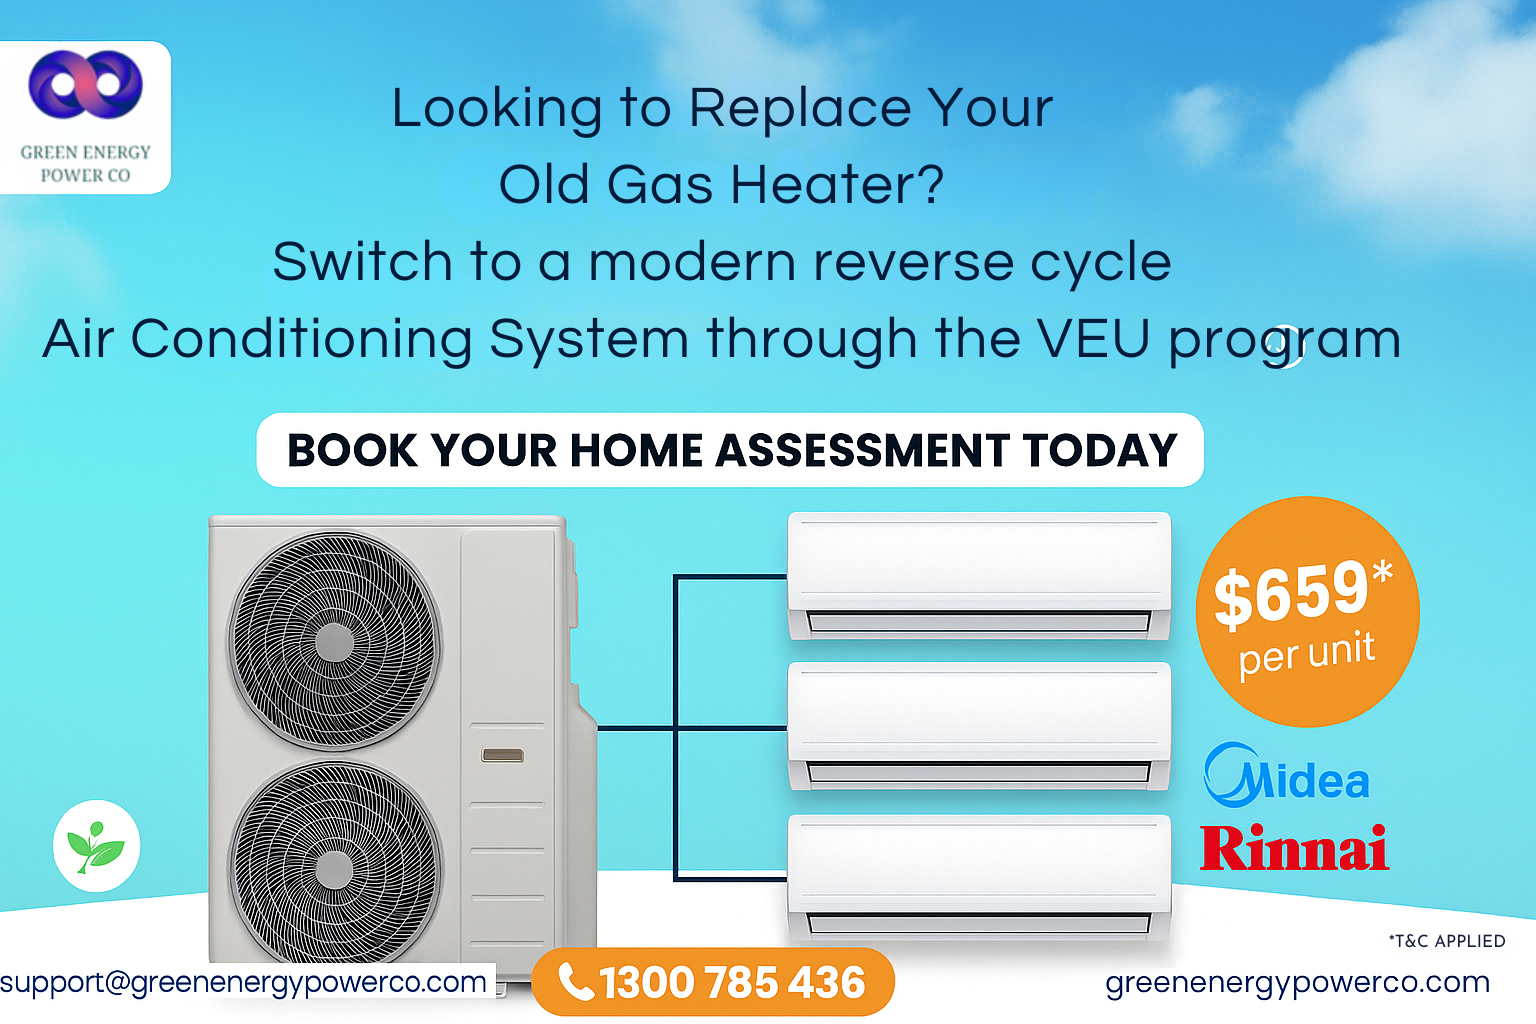 GREEN ENERGY
POWER CO
Looking to Replace Your
Old Gas Heater?
Switch to a modern reverse cycle
Air Conditioning System through the VEU program
BOOK YOUR HOME ASSESSMENT TODAY
$659*
per unit
Midea
Rinnai
*T&C APPLIED
support@greenenergypowerco.com
1300 785 436
greenenergypowerco.com